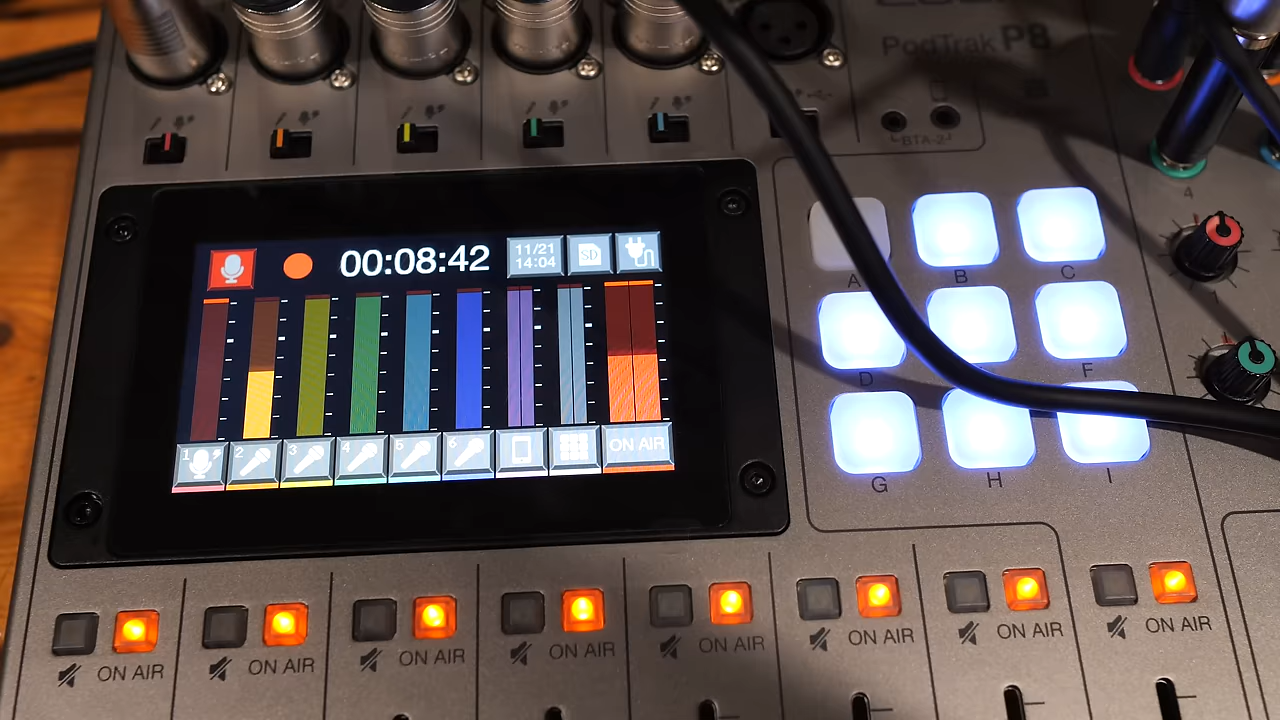 PodTrak P8
BTA-2
4
00:08:42
11/21
14:04
SD
1 2 3 4 5 6
ON AIR
A B C
D F
G H I
1
ON AIR ON AIR ON AIR ON AIR ON AIR ON AIR ON AIR ON AIR